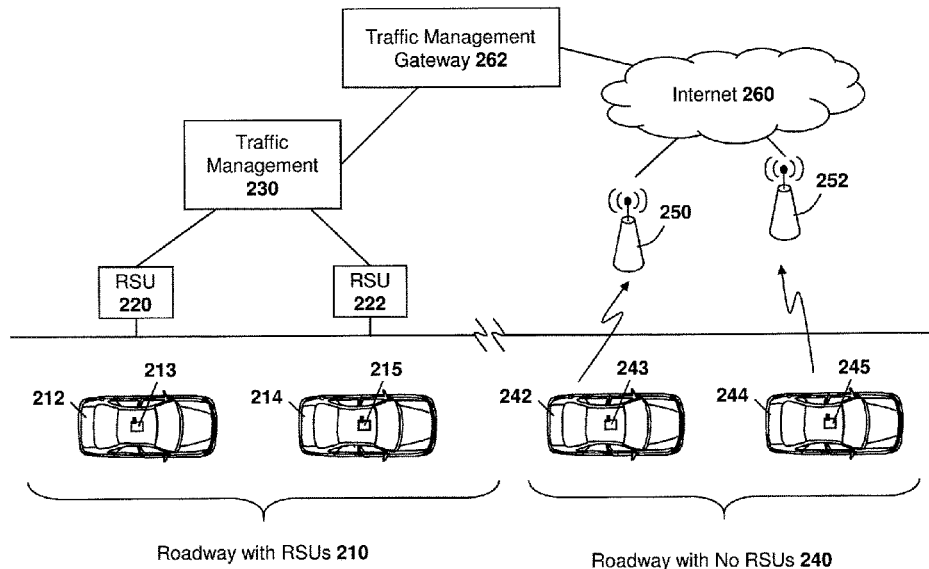 Traffic Management
Gateway 262
Internet 260
Traffic
Management
230
252
250
RSU
220
RSU
222
212
213
214
215
242
243
244
245
Roadway with RSUs 210
Roadway with No RSUs 240